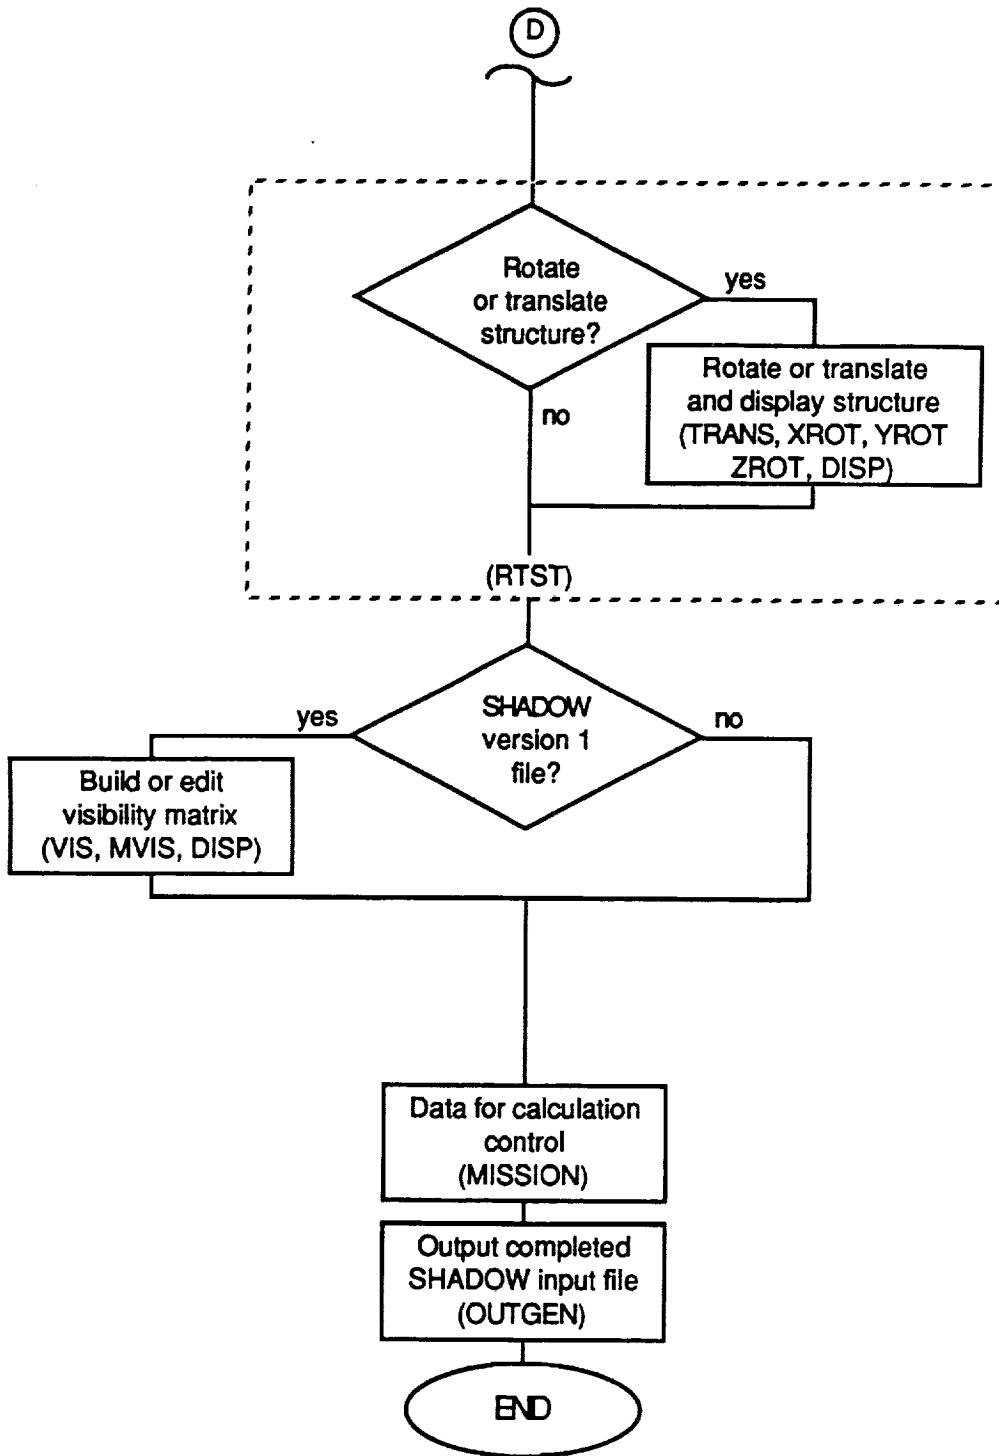 D
Rotate
or translate
structure?
yes
Rotate or translate
and display structure
(TRANS, XROT, YROT
ZROT, DISP)
no
(RTST)
yes
SHADOW
version 1
file?
no
Build or edit
visibility matrix
(VIS, MVIS, DISP)
Data for calculation
control
(MISSION)
Output completed
SHADOW input file
(OUTGEN)
END